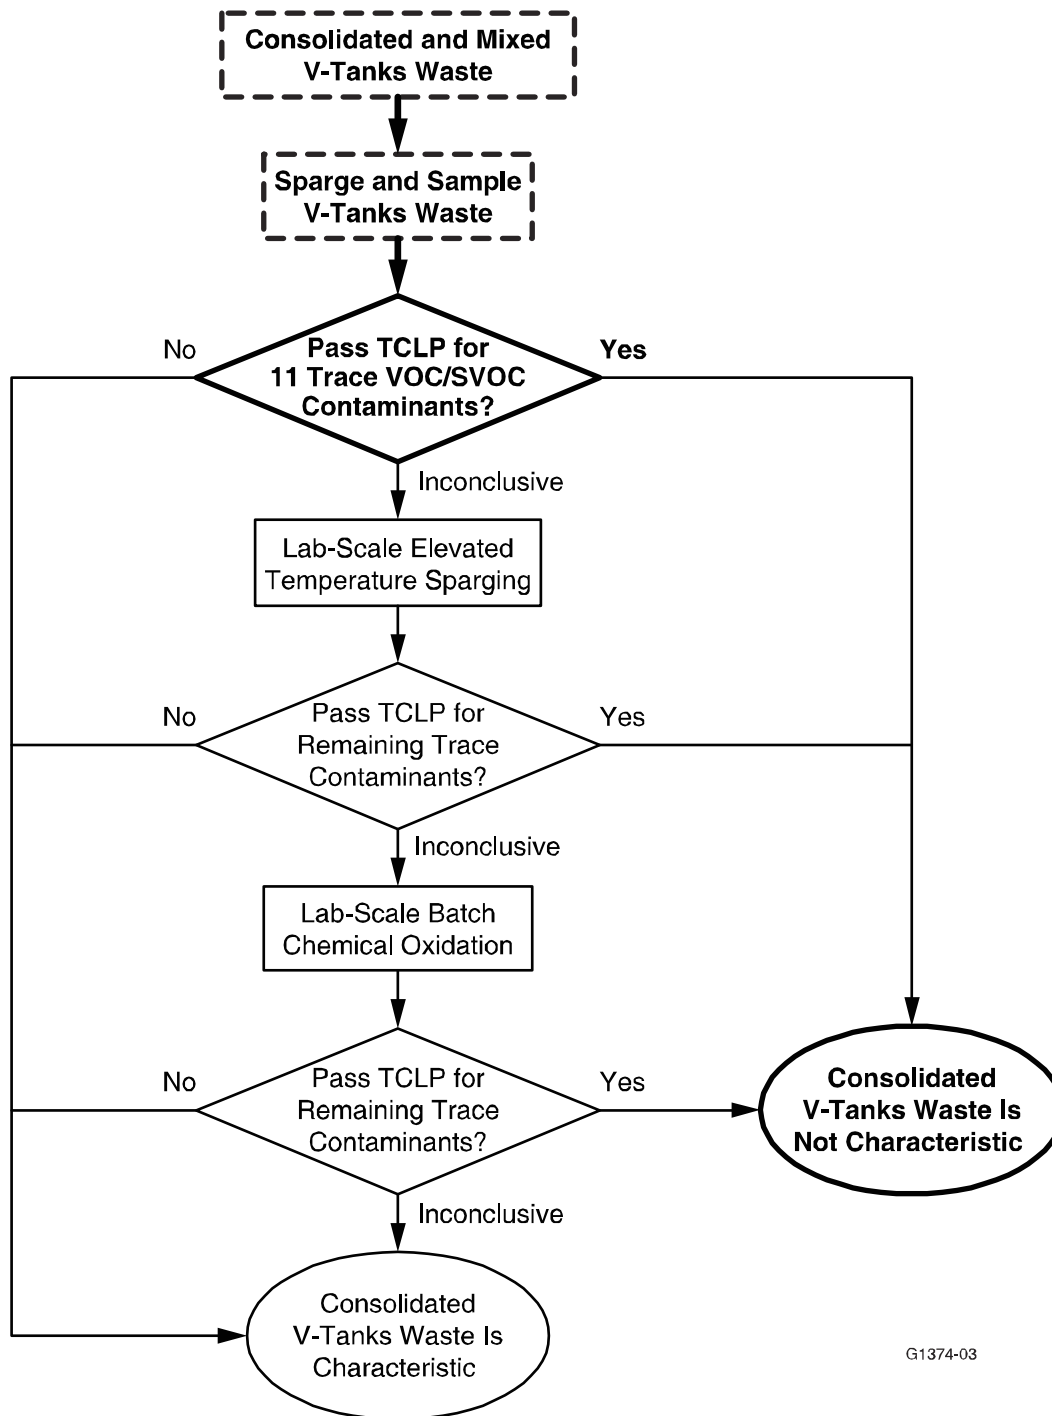 Consolidated and Mixed
V-Tanks Waste
Sparge and Sample
V-Tanks Waste
No
Pass TCLP for
11 Trace VOC/SVOC
Contaminants?
Yes
Inconclusive
Lab-Scale Elevated
Temperature Sparging
No
Pass TCLP for
Remaining Trace
Contaminants?
Yes
Inconclusive
Lab-Scale Batch
Chemical Oxidation
No
Pass TCLP for
Remaining Trace
Contaminants?
Yes
Consolidated
V-Tanks Waste Is
Not Characteristic
Inconclusive
Consolidated
V-Tanks Waste Is
Characteristic
G1374-03